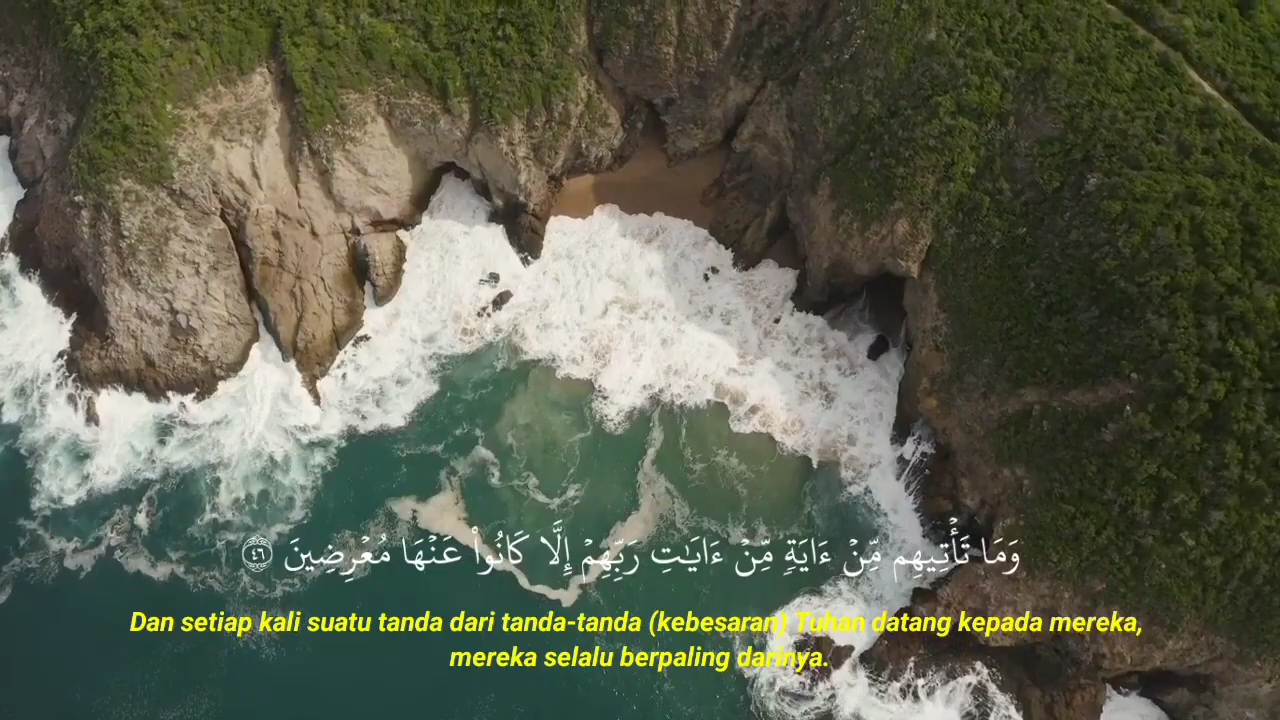 وَمَا تَأْتِيهِم مِّنْ ءَايَةٍ مِّنْ ءَايَٰتِ رَبِّهِمْ إِلَّا كَانُوا۟ عَنْهَا مُعْرِضِينَ ٤٦
Dan setiap kali suatu tanda dari tanda-tanda (kebesaran) Tuhan datang kepada mereka,
mereka selalu berpaling darinya.